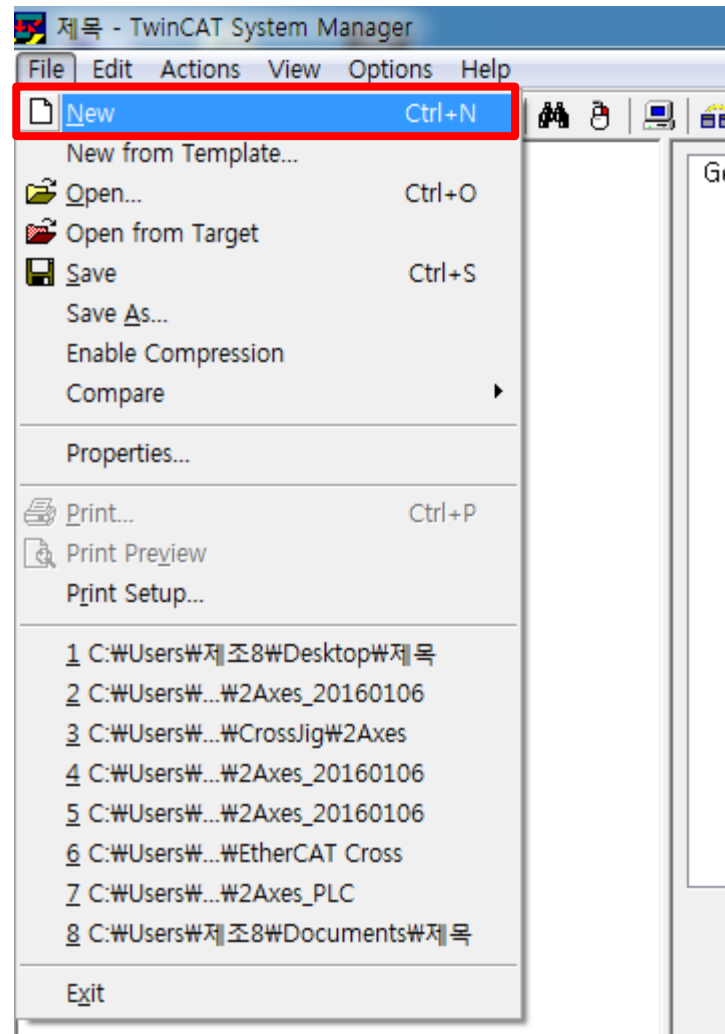 제목 - TwinCAT System Manager
File Edit Actions View Options Help
New Ctrl+N
New from Template...
Open... Ctrl+O
Open from Target
Save Ctrl+S
Save As...
Enable Compression
Compare
Properties...
Print... Ctrl+P
Print Preview
Print Setup...
1 C:₩Users₩제조8₩Desktop₩제목
2 C:₩Users₩...₩2Axes_20160106
3 C:₩Users₩...₩CrossJig₩2Axes
4 C:₩Users₩...₩2Axes_20160106
5 C:₩Users₩...₩2Axes_20160106
6 C:₩Users₩...₩EtherCAT Cross
7 C:₩Users₩...₩2Axes_PLC
8 C:₩Users₩제조8₩Documents₩제목
Exit